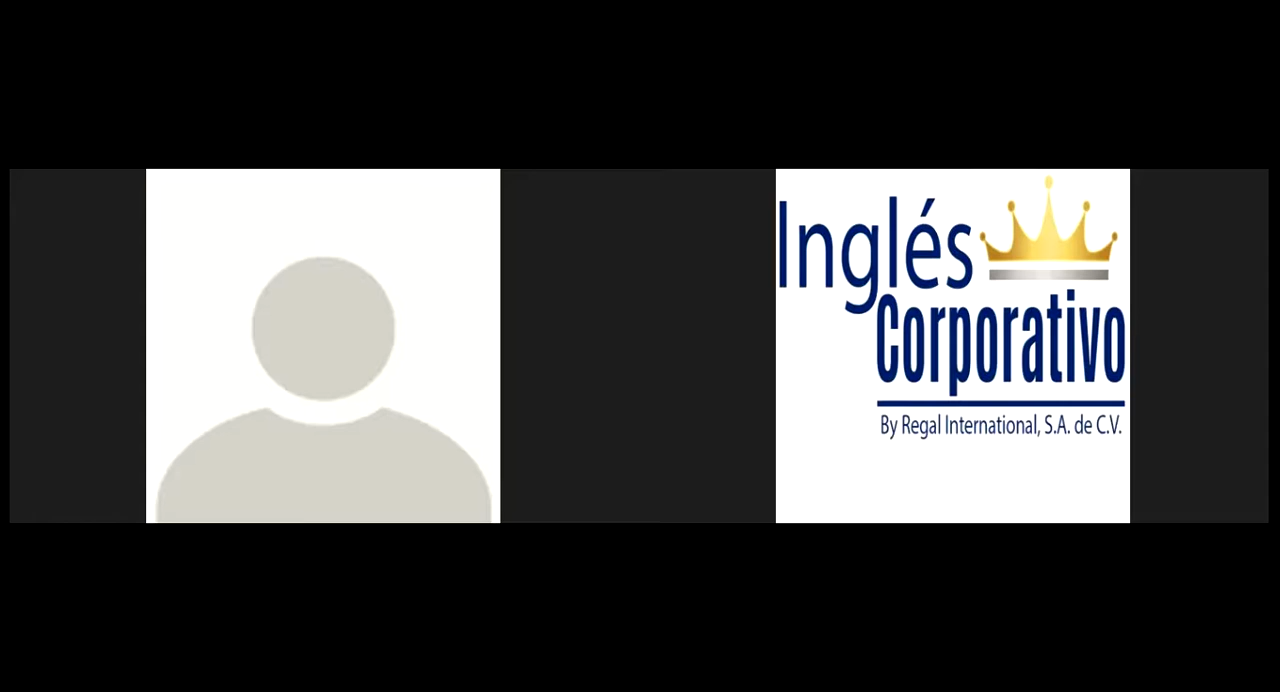 Inglés
Corporativo
By Regal International, S.A. de C.V.